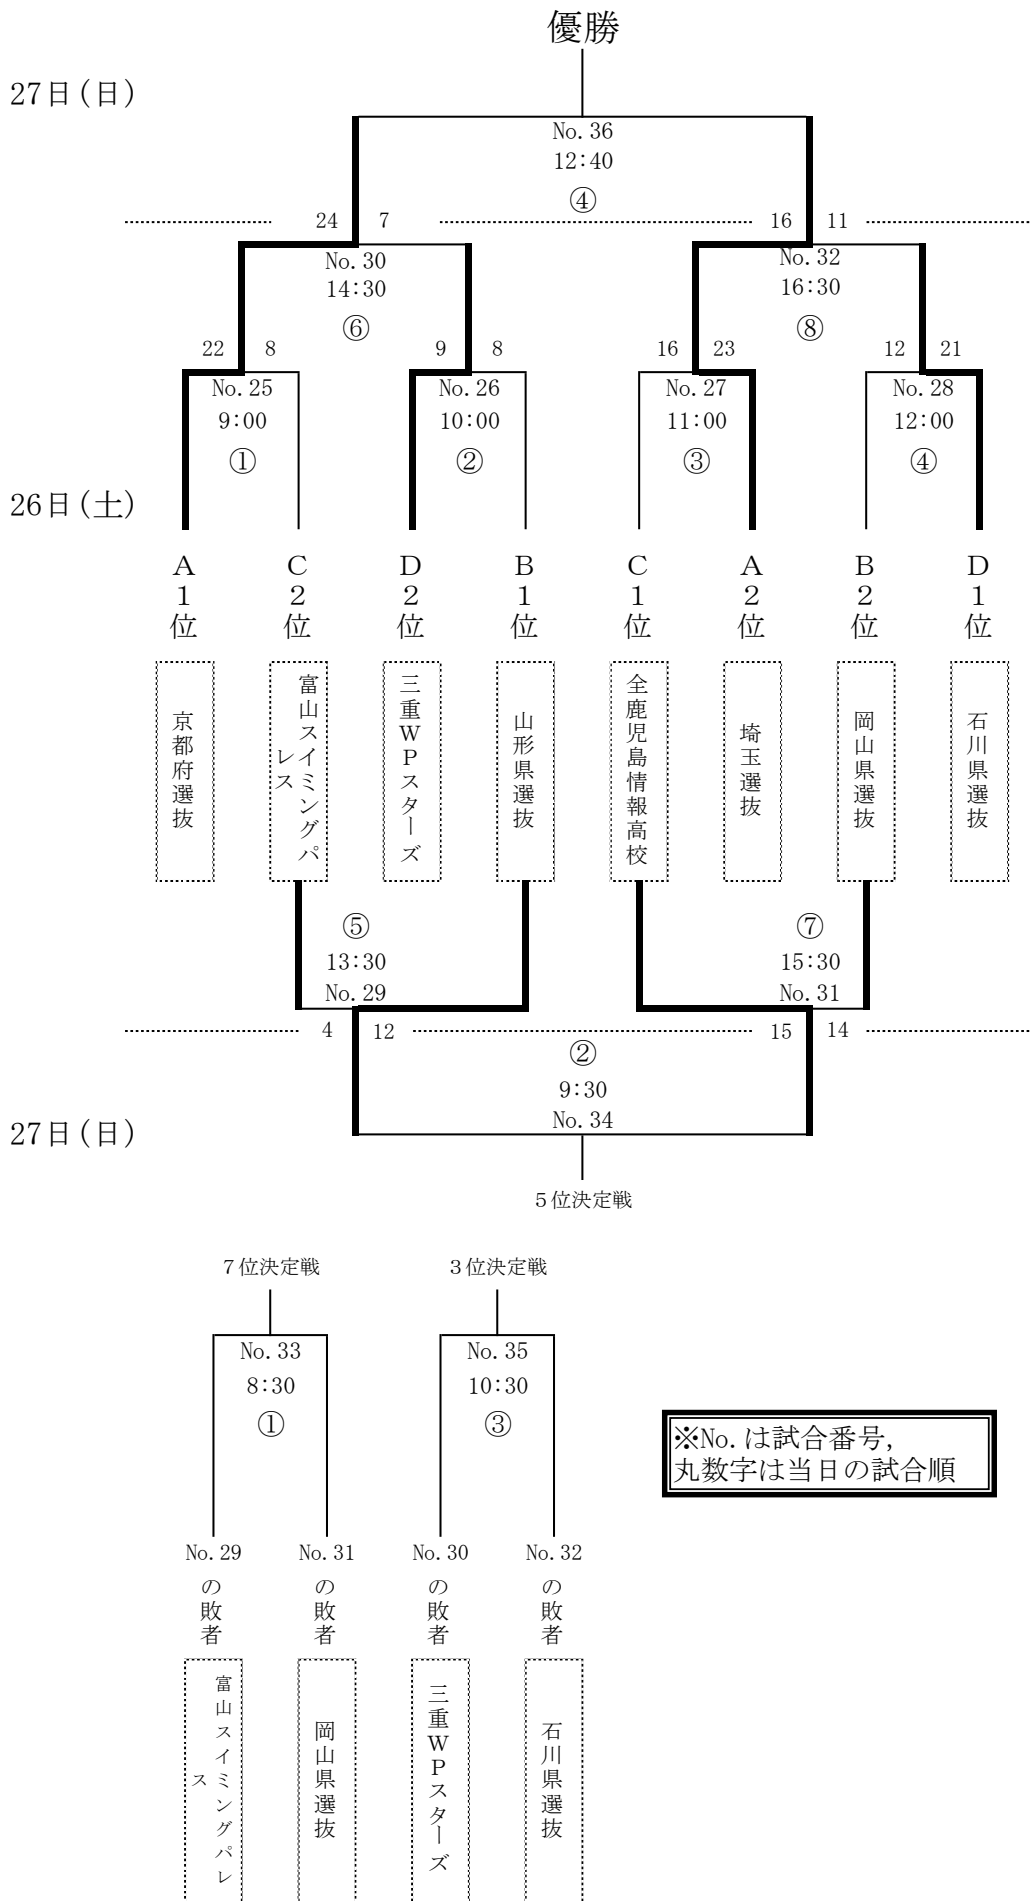 優勝
27日(日)
No.36
12:40
④
24 7 16 11
No.30 No.32
14:30 16:30
⑥ ⑧
22 8 9 8 16 23 12 21
No.25 No.26 No.27 No.28
9:00 10:00 11:00 12:00
① ② ③ ④
26日(土)
A1位 C2位 D2位 B1位 C1位 A2位 B2位 D1位
京都府選抜
富山スイミングパ
レス
三重WPスターズ
山形県選抜
全鹿児島情報高校
埼玉選抜
岡山県選抜
石川県選抜
⑤ ⑦
13:30 15:30
No.29 No.31
4 12 15 14
②
9:30
No.34
27日(日)
5位決定戦
7位決定戦 3位決定戦
No.33 No.35
8:30 10:30
① ③
※No.は試合番号,
丸数字は当日の試合順
No.29 No.31 No.30 No.32
の敗者 の敗者 の敗者 の敗者
富山スイミングパレ
ス
岡山県選抜
三重WPスターズ
石川県選抜